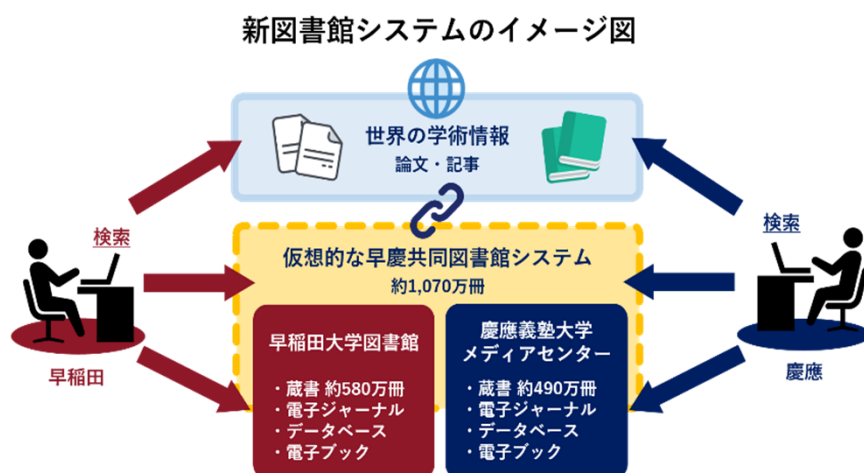 新図書館システムのイメージ図
世界の学術情報
論文・記事
検索
検索
仮想的な早慶共同図書館システム
約1,070万冊
早稲田大学図書館
・蔵書 約580万冊
・電子ジャーナル
・データベース
・電子ブック
慶應義塾大学
メディアセンター
・蔵書 約490万冊
・電子ジャーナル
・データベース
・電子ブック
早稲田
慶應